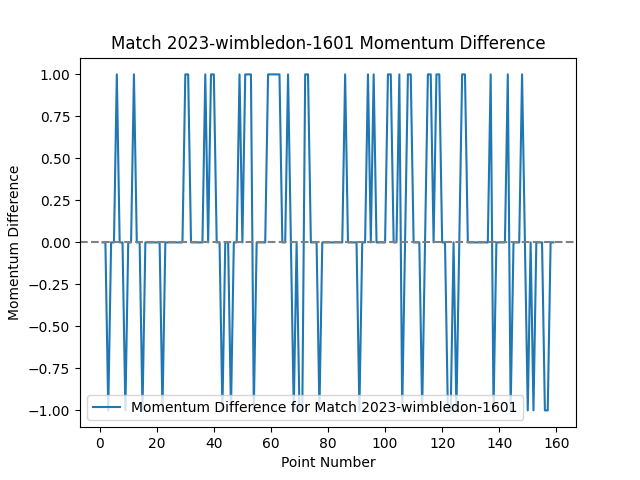 Match 2023-wimbledon-1601 Momentum Difference
Momentum Difference
1.00
0.75
0.50
0.25
0.00
−0.25
−0.50
−0.75
−1.00
Momentum Difference for Match 2023-wimbledon-1601
0 20 40 60 80 100 120 140 160
Point Number